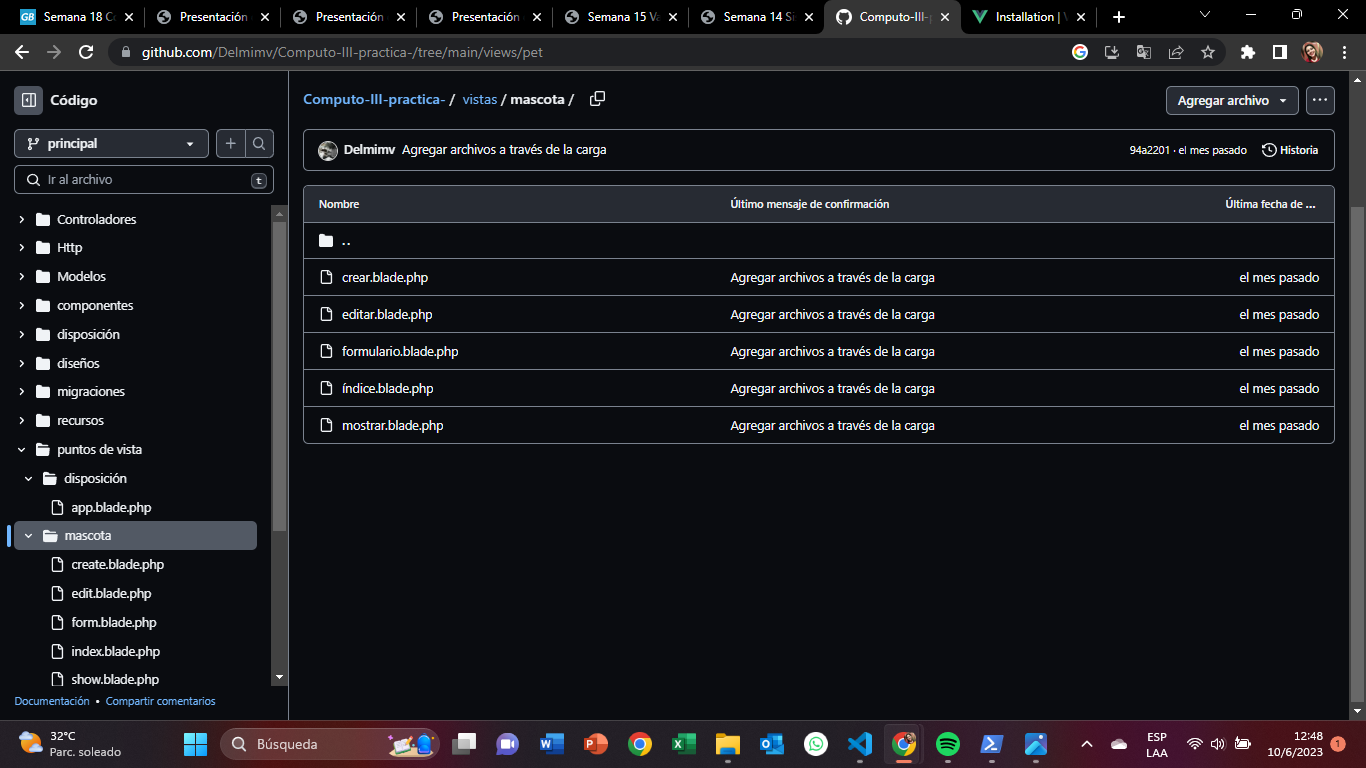 Semana 18 Co
Presentación
Presentación
Presentación
Semana 15 Va
Semana 14 Si
Computo-III-p
Installation | V
github.com/Delmimv/Computo-III-practica-/tree/main/views/pet
Código
principal
Ir al archivo
t
Controladores
Http
Modelos
componentes
disposición
diseños
migraciones
recursos
puntos de vista
disposición
app.blade.php
mascota
create.blade.php
edit.blade.php
form.blade.php
index.blade.php
show.blade.php
Documentación • Compartir comentarios
Computo-III-practica- / vistas / mascota /
Agregar archivo
Delmimv Agregar archivos a través de la carga
94a2201 · el mes pasado
Historia
Nombre Último mensaje de confirmación Última fecha de ...
..
crear.blade.php Agregar archivos a través de la carga el mes pasado
editar.blade.php Agregar archivos a través de la carga el mes pasado
formulario.blade.php Agregar archivos a través de la carga el mes pasado
índice.blade.php Agregar archivos a través de la carga el mes pasado
mostrar.blade.php Agregar archivos a través de la carga el mes pasado
32°C
Parc. soleado
Búsqueda
ESP
LAA
12:48
10/6/2023
1